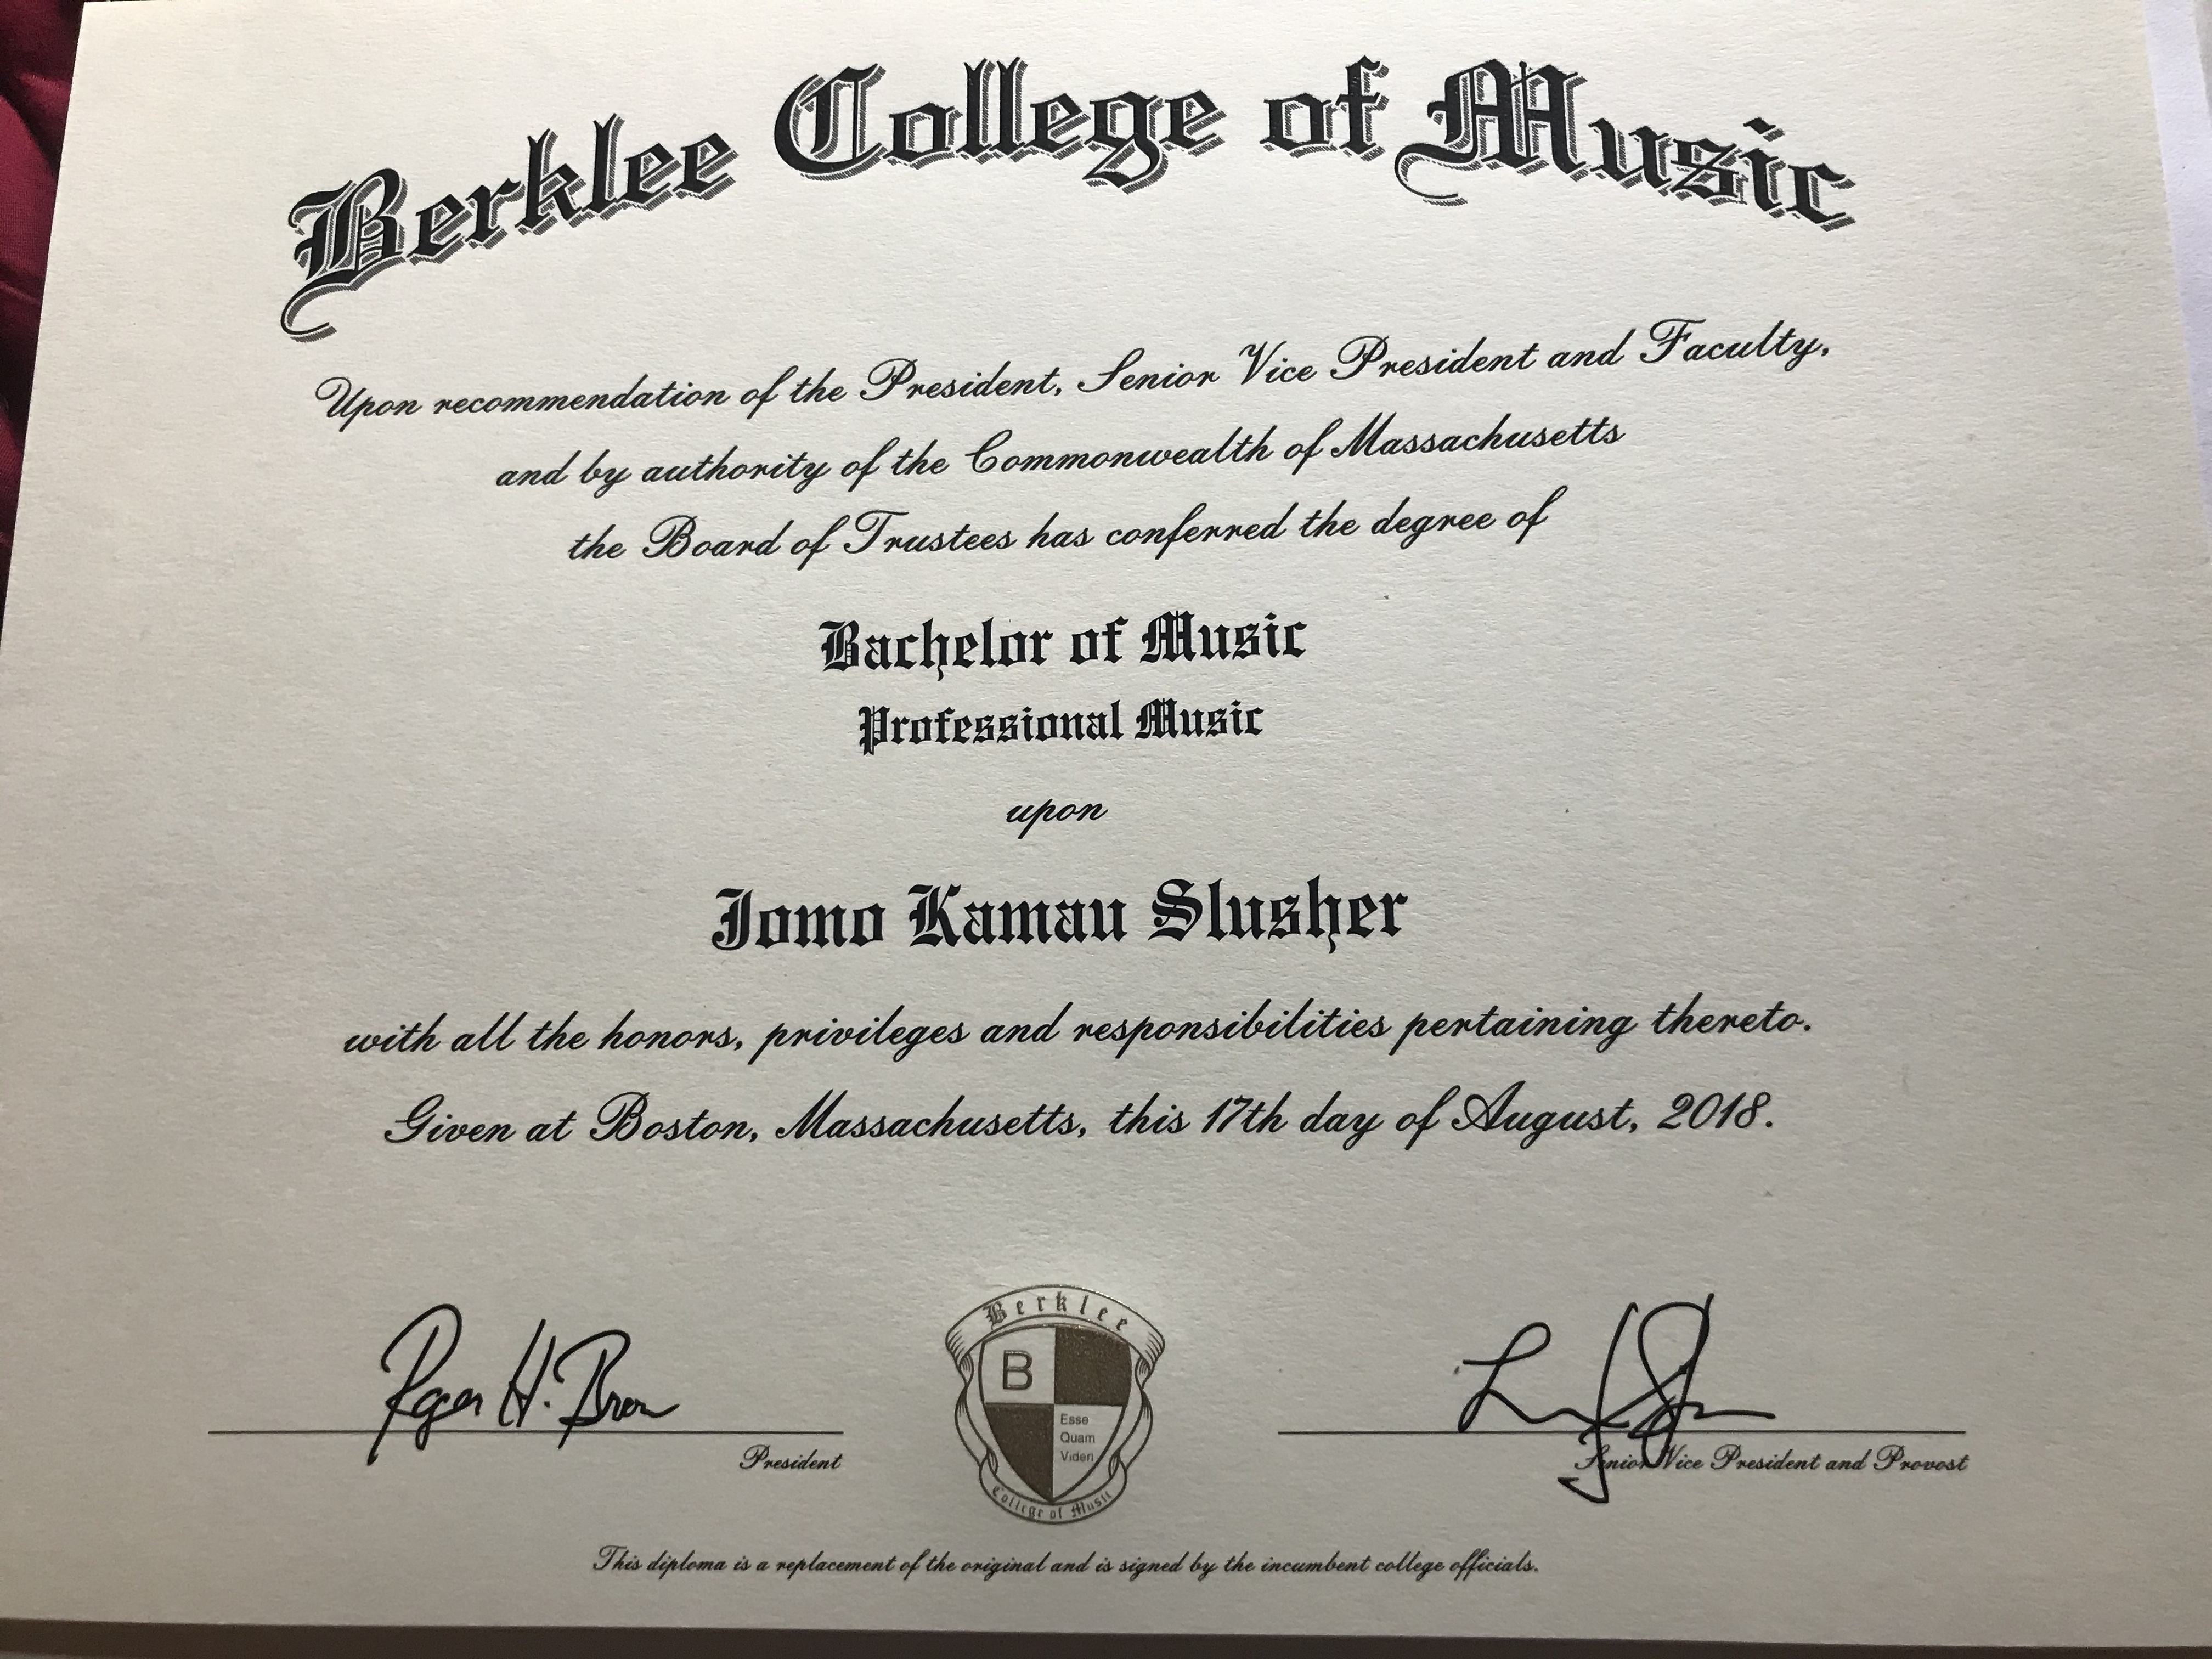 Berklee College of Music
Upon recommendation of the President, Senior Vice President and Faculty,
and by authority of the Commonwealth of Massachusetts
the Board of Trustees has conferred the degree of
Bachelor of Music
Professional Music
upon
Jomo Kamau Slusher
with all the honors, privileges and responsibilities pertaining thereto.
Given at Boston, Massachusetts, this 17th day of August, 2018.
Roger H. Brown
President
Berklee
B
Esse
Quam
Videri
College of Music
Senior Vice President and Provost
This diploma is a replacement of the original and is signed by the incumbent college officials.